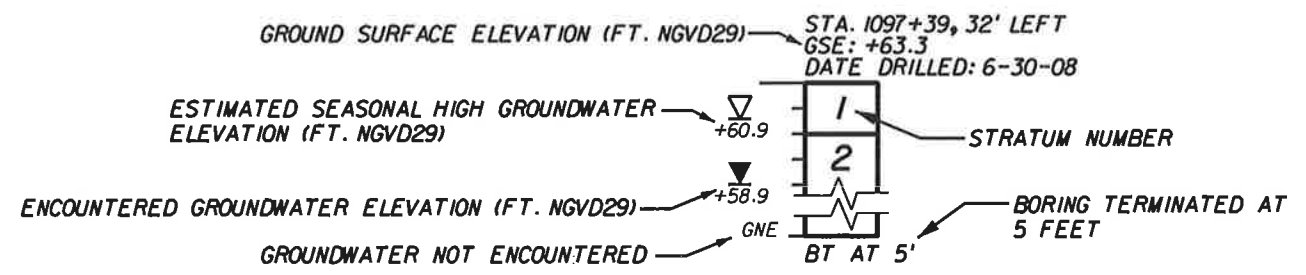 GROUND SURFACE ELEVATION (FT. NGVD29)
STA. 1097+39, 32' LEFT
GSE: +63.3
DATE DRILLED: 6-30-08
ESTIMATED SEASONAL HIGH GROUNDWATER
ELEVATION (FT. NGVD29)
+60.9
1
STRATUM NUMBER
2
ENCOUNTERED GROUNDWATER ELEVATION (FT. NGVD29)
+58.9
BORING TERMINATED AT
5 FEET
GROUNDWATER NOT ENCOUNTERED
GNE
BT AT 5'